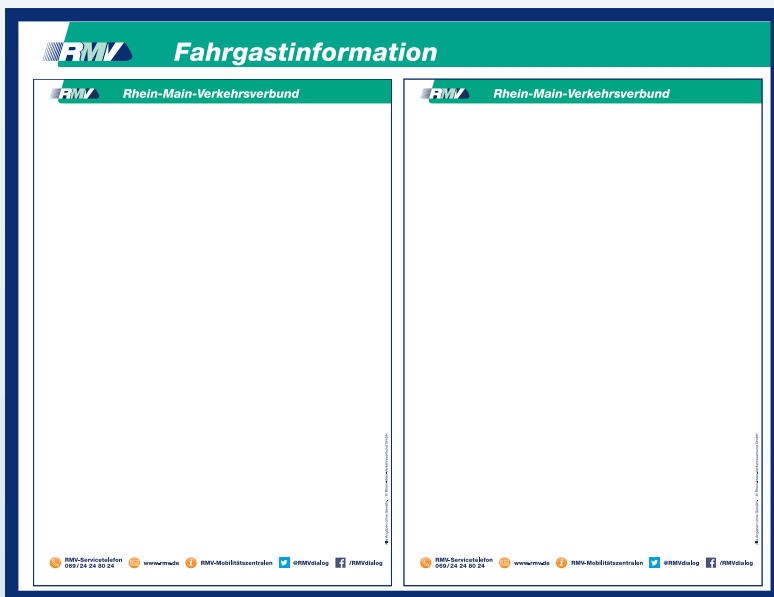 RMV Fahrgastinformation
RMV Rhein-Main-Verkehrsverbund
RMV-Servicetelefon
069/24 24 80 24
www.rmv.de
RMV-Mobilitätszentralen
@RMVdialog
/RMVdialog
RMV Rhein-Main-Verkehrsverbund
RMV-Servicetelefon
069/24 24 80 24
www.rmv.de
RMV-Mobilitätszentralen
@RMVdialog
/RMVdialog